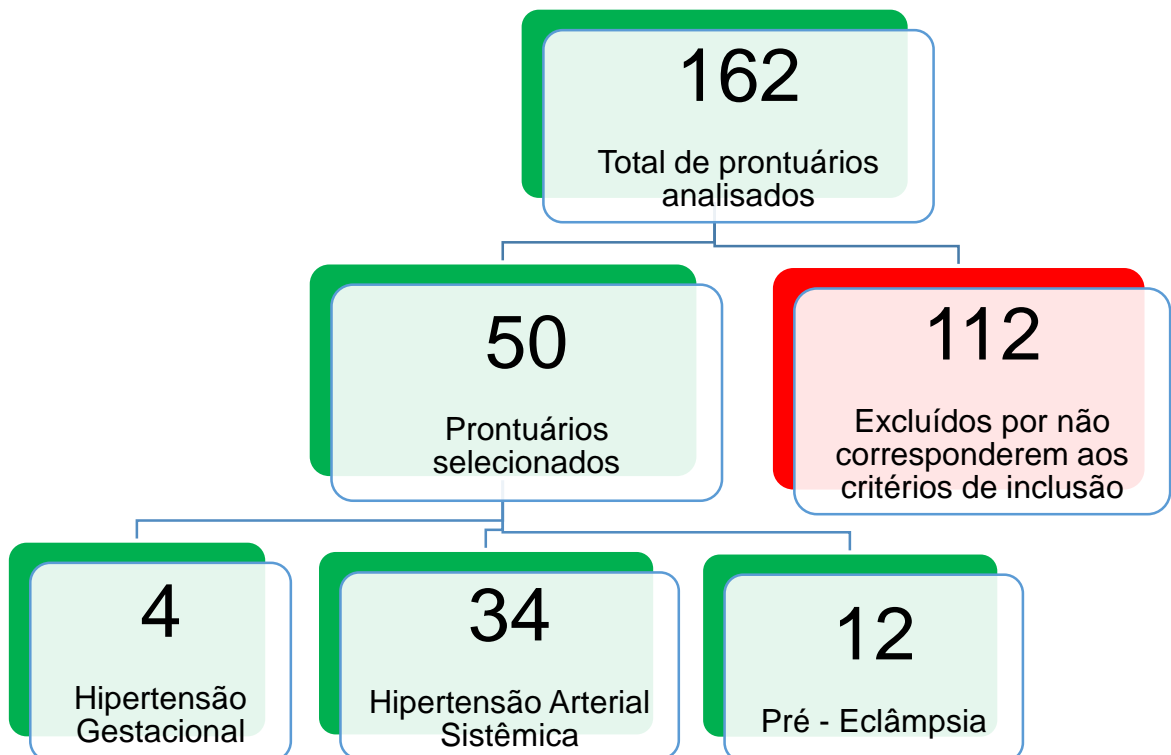 162
Total de prontuários
analisados
50
Prontuários
selecionados
112
Excluídos por não
corresponderem aos
critérios de inclusão
4
Hipertensão
Gestacional
34
Hipertensão Arterial
Sistêmica
12
Pré - Eclâmpsia